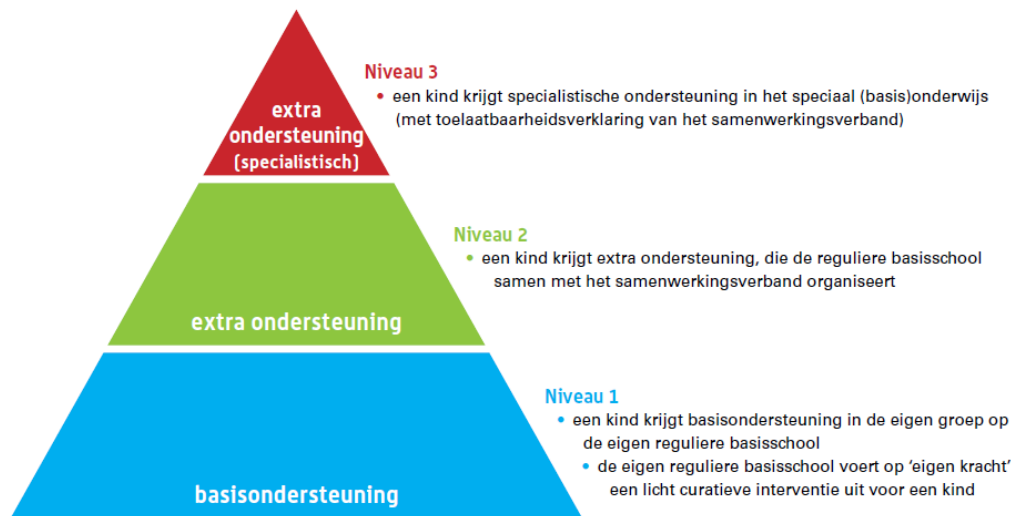 Niveau 3
• een kind krijgt specialistische ondersteuning in het speciaal (basis)onderwijs
(met toelaatbaarheidsverklaring van het samenwerkingsverband)
extra
ondersteuning
(specialistisch)
Niveau 2
• een kind krijgt extra ondersteuning, die de reguliere basisschool
samen met het samenwerkingsverband organiseert
extra ondersteuning
Niveau 1
• een kind krijgt basisondersteuning in de eigen groep op
de eigen reguliere basisschool
• de eigen reguliere basisschool voert op ‘eigen kracht’
een licht curatieve interventie uit voor een kind
basisondersteuning